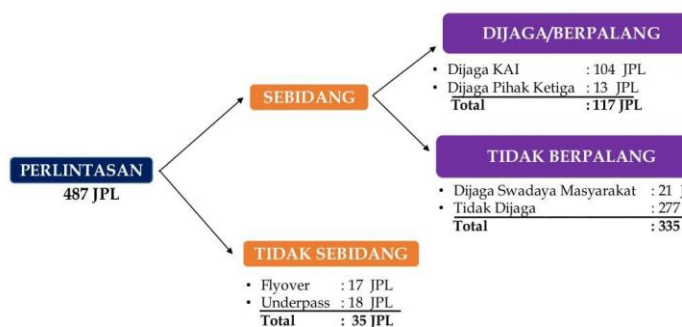 DIJAGA/BERPALANG
• Dijaga KAI : 104 JPL
• Dijaga Pihak Ketiga : 13 JPL
Total : 117 JPL
SEBIDANG
TIDAK BERPALANG
• Dijaga Swadaya Masyarakat : 21 J
• Tidak Dijaga : 277
Total : 335
PERLINTASAN
487 JPL
TIDAK SEBIDANG
• Flyover : 17 JPL
• Underpass : 18 JPL
Total : 35 JPL